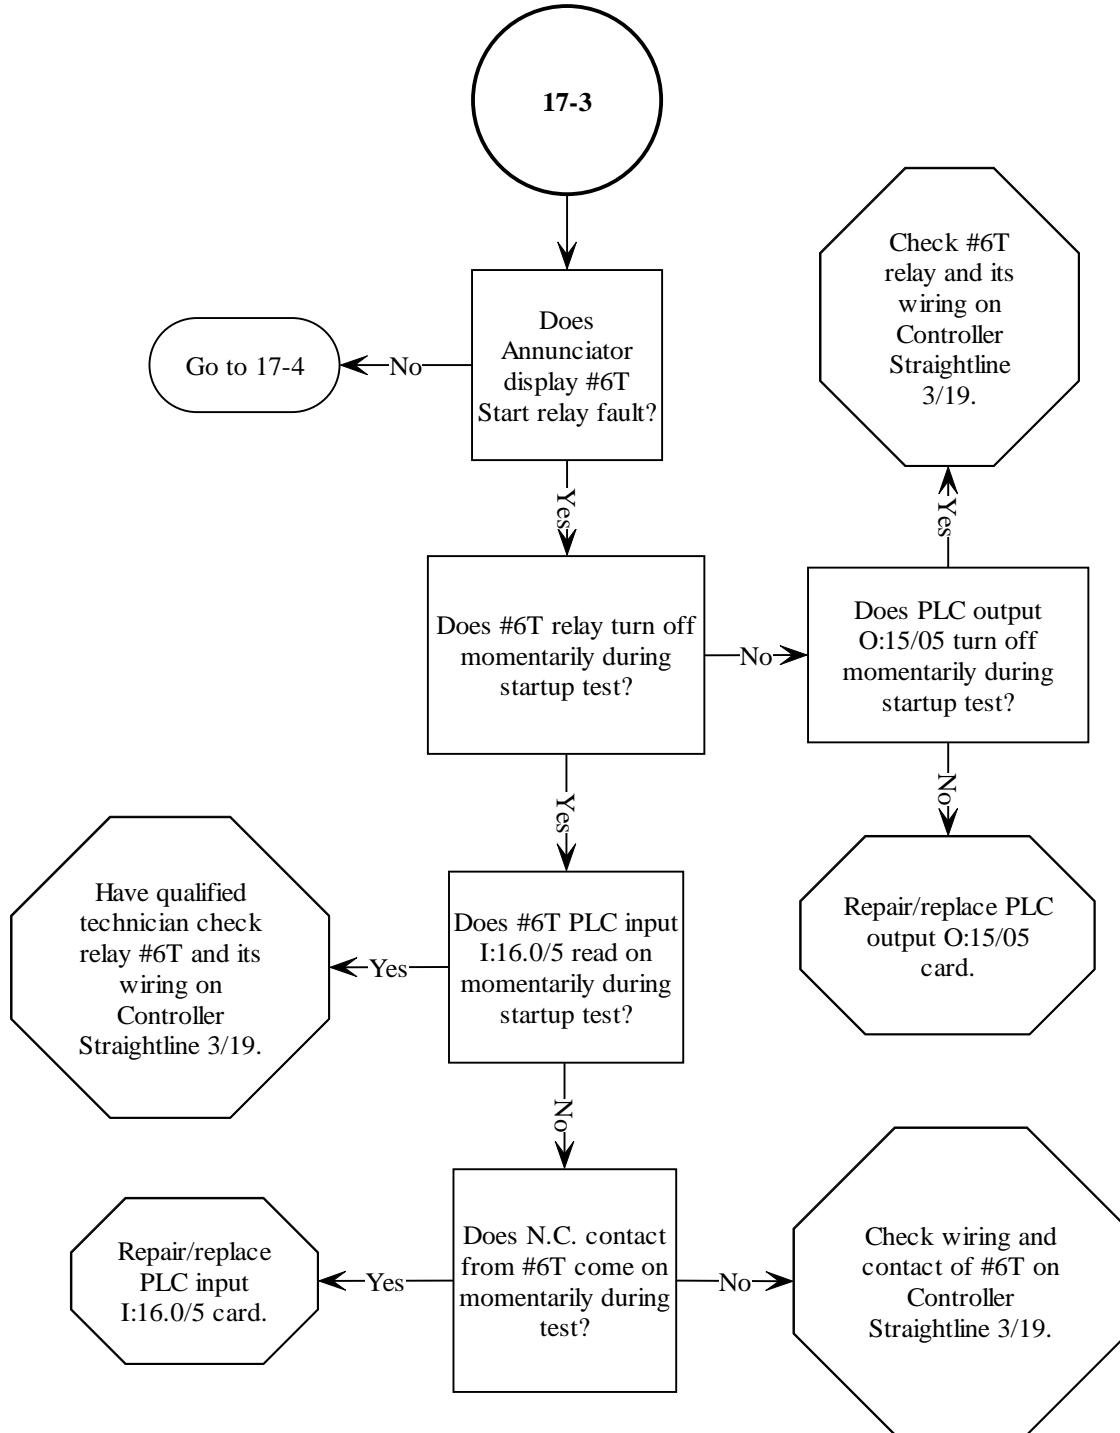 17-3
Does
Annunciator
display #6T
Start relay fault?
No
Go to 17-4
Yes
Does #6T relay turn off
momentarily during
startup test?
No
Does PLC output
O:15/05 turn off
momentarily during
startup test?
Yes
Check #6T
relay and its
wiring on
Controller
Straightline
3/19.
No
Repair/replace PLC
output O:15/05
card.
Yes
Does #6T PLC input
I:16.0/5 read on
momentarily during
startup test?
Yes
Have qualified
technician check
relay #6T and its
wiring on
Controller
Straightline 3/19.
No
Does N.C. contact
from #6T come on
momentarily during
test?
Yes
Repair/replace
PLC input
I:16.0/5 card.
No
Check wiring and
contact of #6T on
Controller
Straightline 3/19.